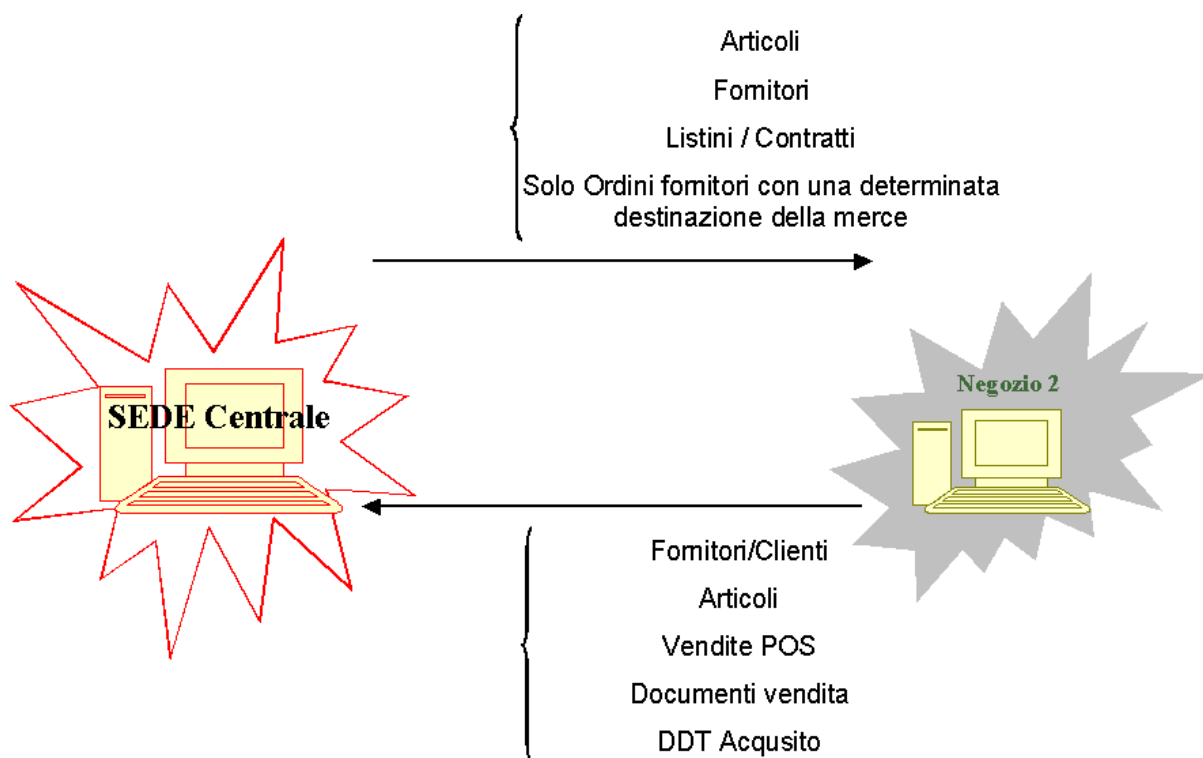 Articoli
Fornitori
Listini / Contratti
Solo Ordini fornitori con una determinata
destinazione della merce
SEDE Centrale
Negozio 2
Fornitori/Clienti
Articoli
Vendite POS
Documenti vendita
DDT Acqusito